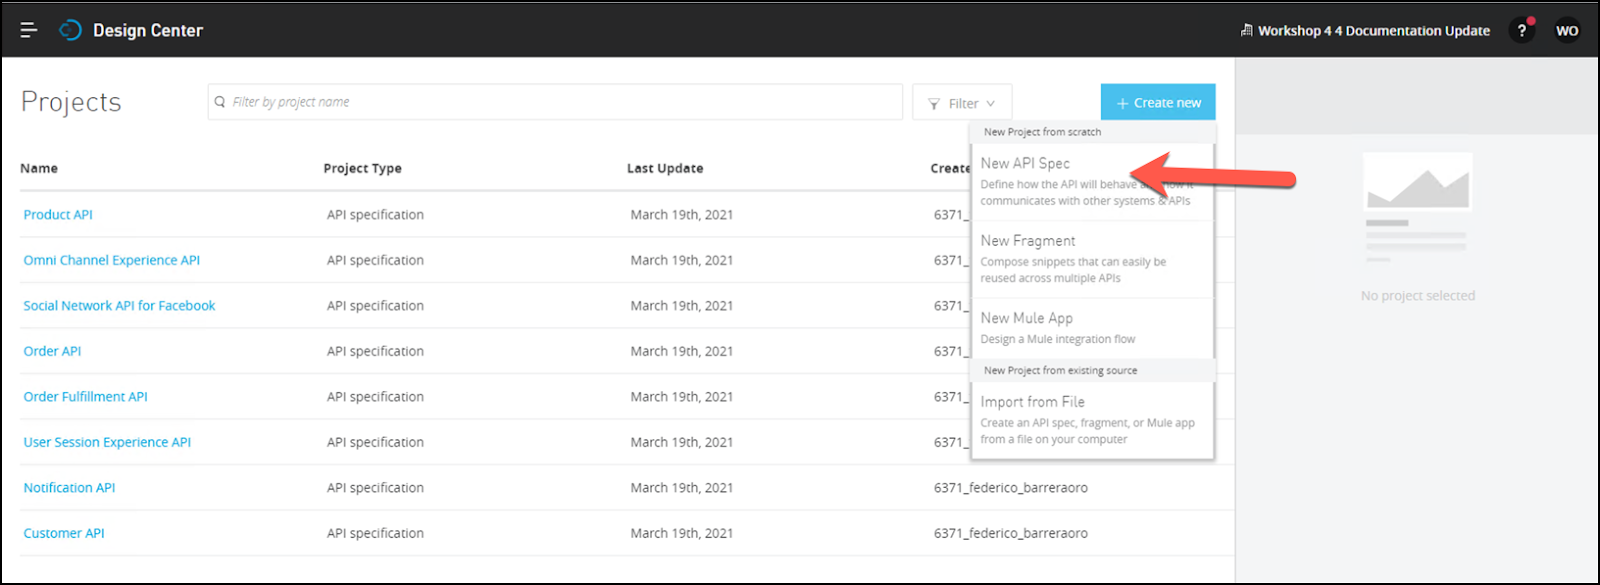 Design Center
Workshop 4 4 Documentation Update
?
WO
Projects
Filter by project name
Filter
+ Create new
New Project from scratch
New API Spec
Define how the API will behave
communicates with other systems & APIs
New Fragment
Compose snippets that can easily be
reused across multiple APIs
New Mule App
Design a Mule integration flow
New Project from existing source
Import from File
Create an API spec, fragment, or Mule app
from a file on your computer
Name Project Type Last Update Create
Product API API specification March 19th, 2021 6371_
Omni Channel Experience API API specification March 19th, 2021 6371_
Social Network API for Facebook API specification March 19th, 2021 6371_
Order API API specification March 19th, 2021 6371_
Order Fulfillment API API specification March 19th, 2021 6371_
User Session Experience API API specification March 19th, 2021 6371_
Notification API API specification March 19th, 2021 6371_federico_barreraoro
Customer API API specification March 19th, 2021 6371_federico_barreraoro
No project selected